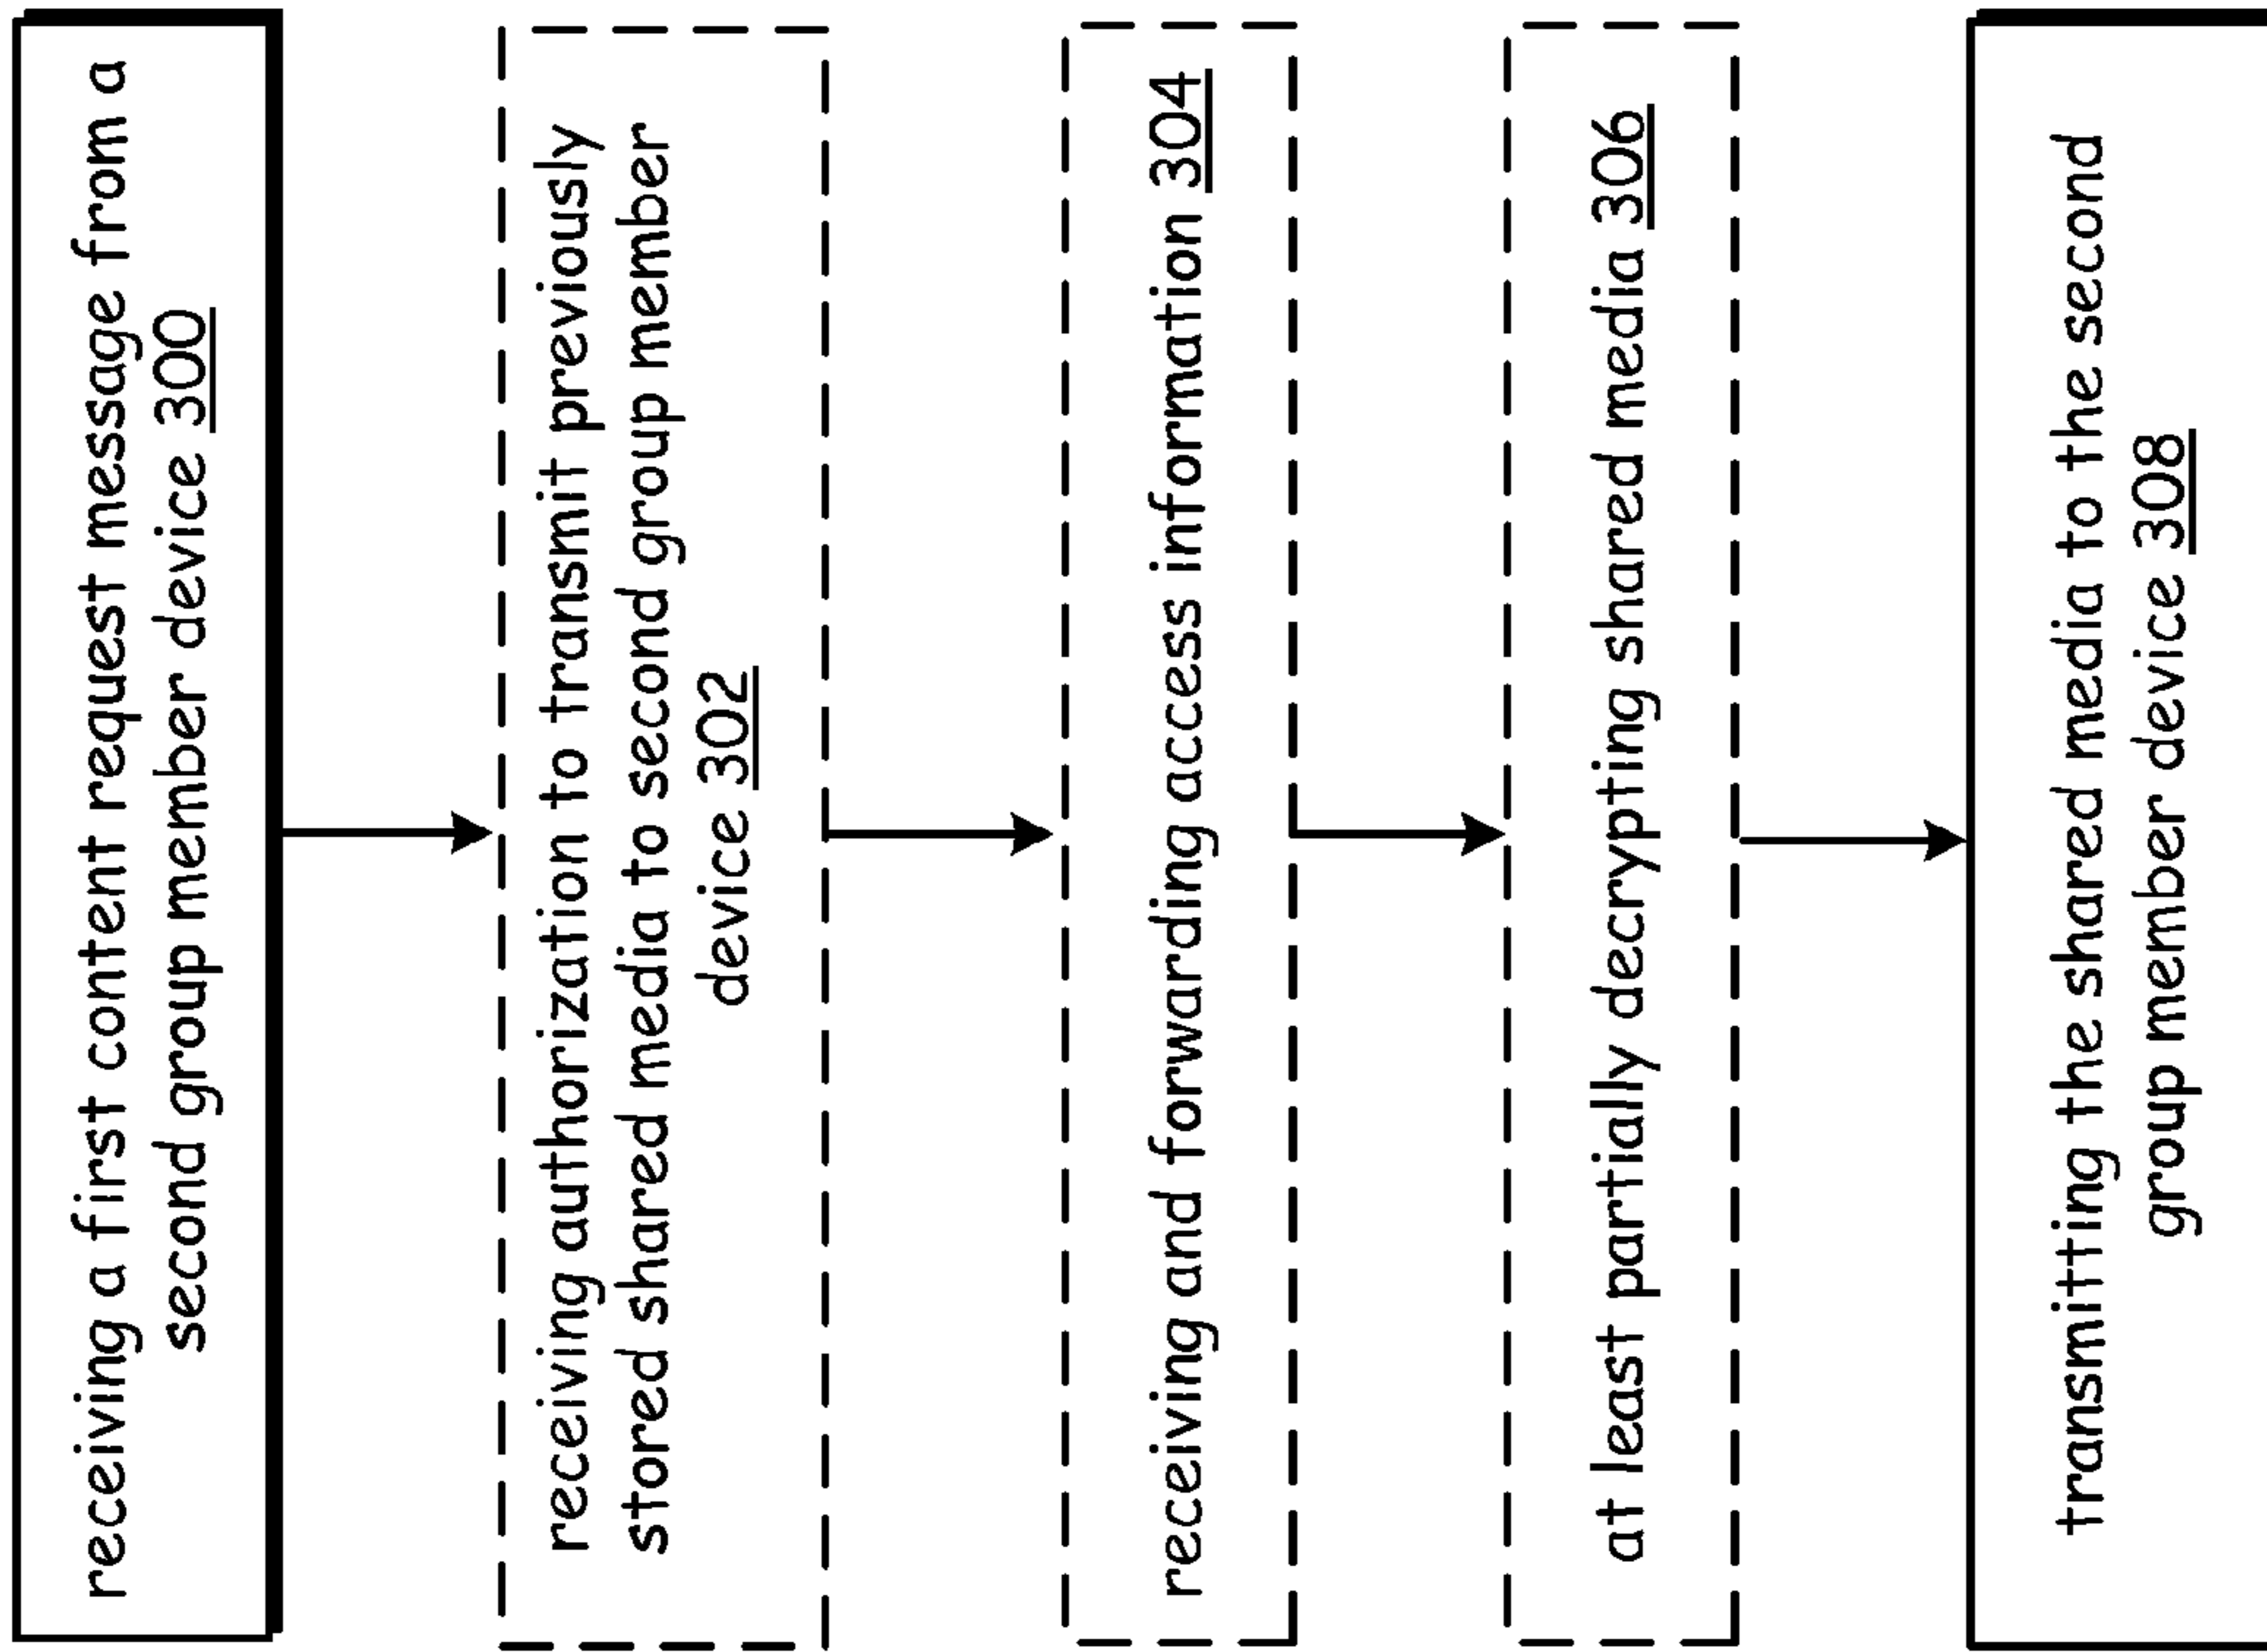 receiving a first content request message from a
second group member device 300
receiving authorization to transmit previously
stored shared media to second group member
device 302
receiving and forwarding access information 304
at least partially decrypting shared media 306
transmitting the shared media to the second
group member device 308